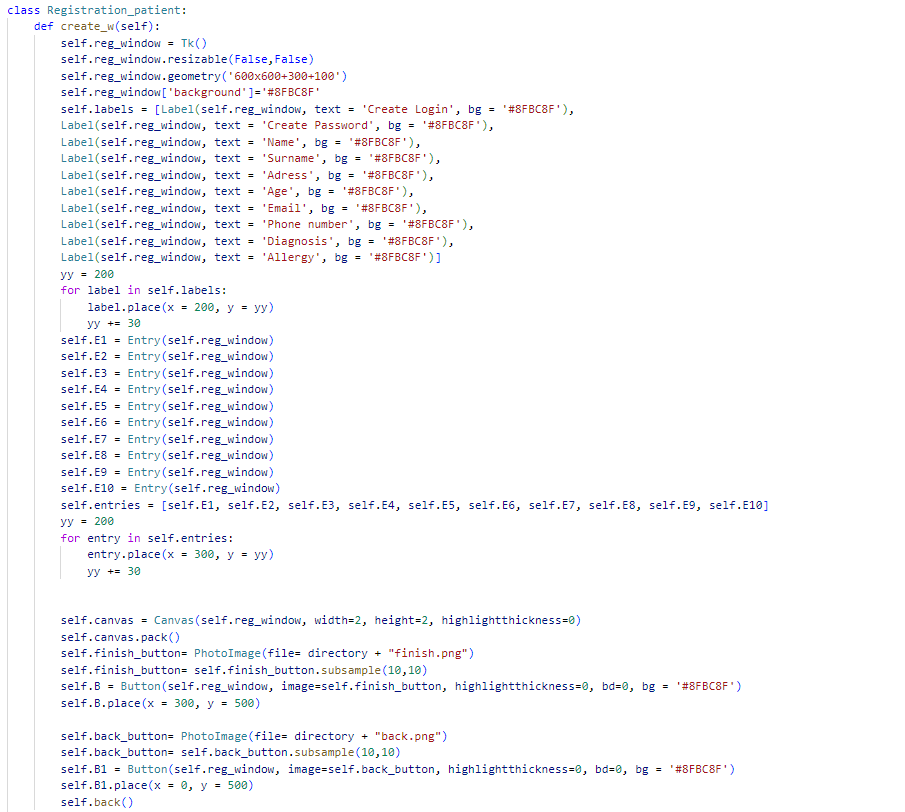 class Registration_patient:
    def create_w(self):
        self.reg_window = Tk()
        self.reg_window.resizable(False,False)
        self.reg_window.geometry('600x600+300+100')
        self.reg_window['background']='#8FBC8F'
        self.labels = [Label(self.reg_window, text = 'Create Login', bg = '#8FBC8F'),
        Label(self.reg_window, text = 'Create Password', bg = '#8FBC8F'),
        Label(self.reg_window, text = 'Name', bg = '#8FBC8F'),
        Label(self.reg_window, text = 'Surname', bg = '#8FBC8F'),
        Label(self.reg_window, text = 'Adress', bg = '#8FBC8F'),
        Label(self.reg_window, text = 'Age', bg = '#8FBC8F'),
        Label(self.reg_window, text = 'Email', bg = '#8FBC8F'),
        Label(self.reg_window, text = 'Phone number', bg = '#8FBC8F'),
        Label(self.reg_window, text = 'Diagnosis', bg = '#8FBC8F'),
        Label(self.reg_window, text = 'Allergy', bg = '#8FBC8F')]
        yy = 200
        for label in self.labels:
            label.place(x = 200, y = yy)
            yy += 30
        self.E1 = Entry(self.reg_window)
        self.E2 = Entry(self.reg_window)
        self.E3 = Entry(self.reg_window)
        self.E4 = Entry(self.reg_window)
        self.E5 = Entry(self.reg_window)
        self.E6 = Entry(self.reg_window)
        self.E7 = Entry(self.reg_window)
        self.E8 = Entry(self.reg_window)
        self.E9 = Entry(self.reg_window)
        self.E10 = Entry(self.reg_window)
        self.entries = [self.E1, self.E2, self.E3, self.E4, self.E5, self.E6, self.E7, self.E8, self.E9, self.E10]
        yy = 200
        for entry in self.entries:
            entry.place(x = 300, y = yy)
            yy += 30
        self.canvas = Canvas(self.reg_window, width=2, height=2, highlightthickness=0)
        self.canvas.pack()
        self.finish_button= PhotoImage(file= directory + "finish.png")
        self.finish_button= self.finish_button.subsample(10,10)
        self.B = Button(self.reg_window, image=self.finish_button, highlightthickness=0, bd=0, bg = '#8FBC8F')
        self.B.place(x = 300, y = 500)
        self.back_button= PhotoImage(file= directory + "back.png")
        self.back_button= self.back_button.subsample(10,10)
        self.B1 = Button(self.reg_window, image=self.back_button, highlightthickness=0, bd=0, bg = '#8FBC8F')
        self.B1.place(x = 0, y = 500)
        self.back()